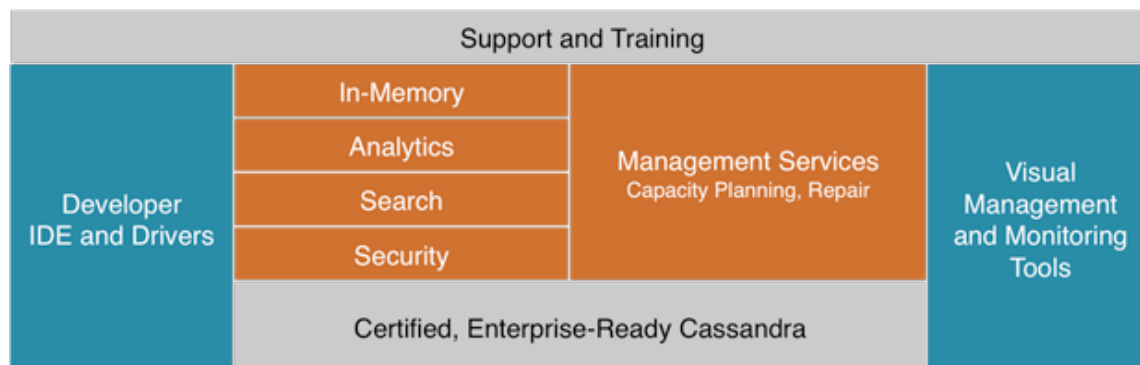 Support and Training
Developer
IDE and Drivers
In-Memory
Analytics
Search
Security
Management Services
Capacity Planning, Repair
Visual
Management
and Monitoring
Tools
Certified, Enterprise-Ready Cassandra